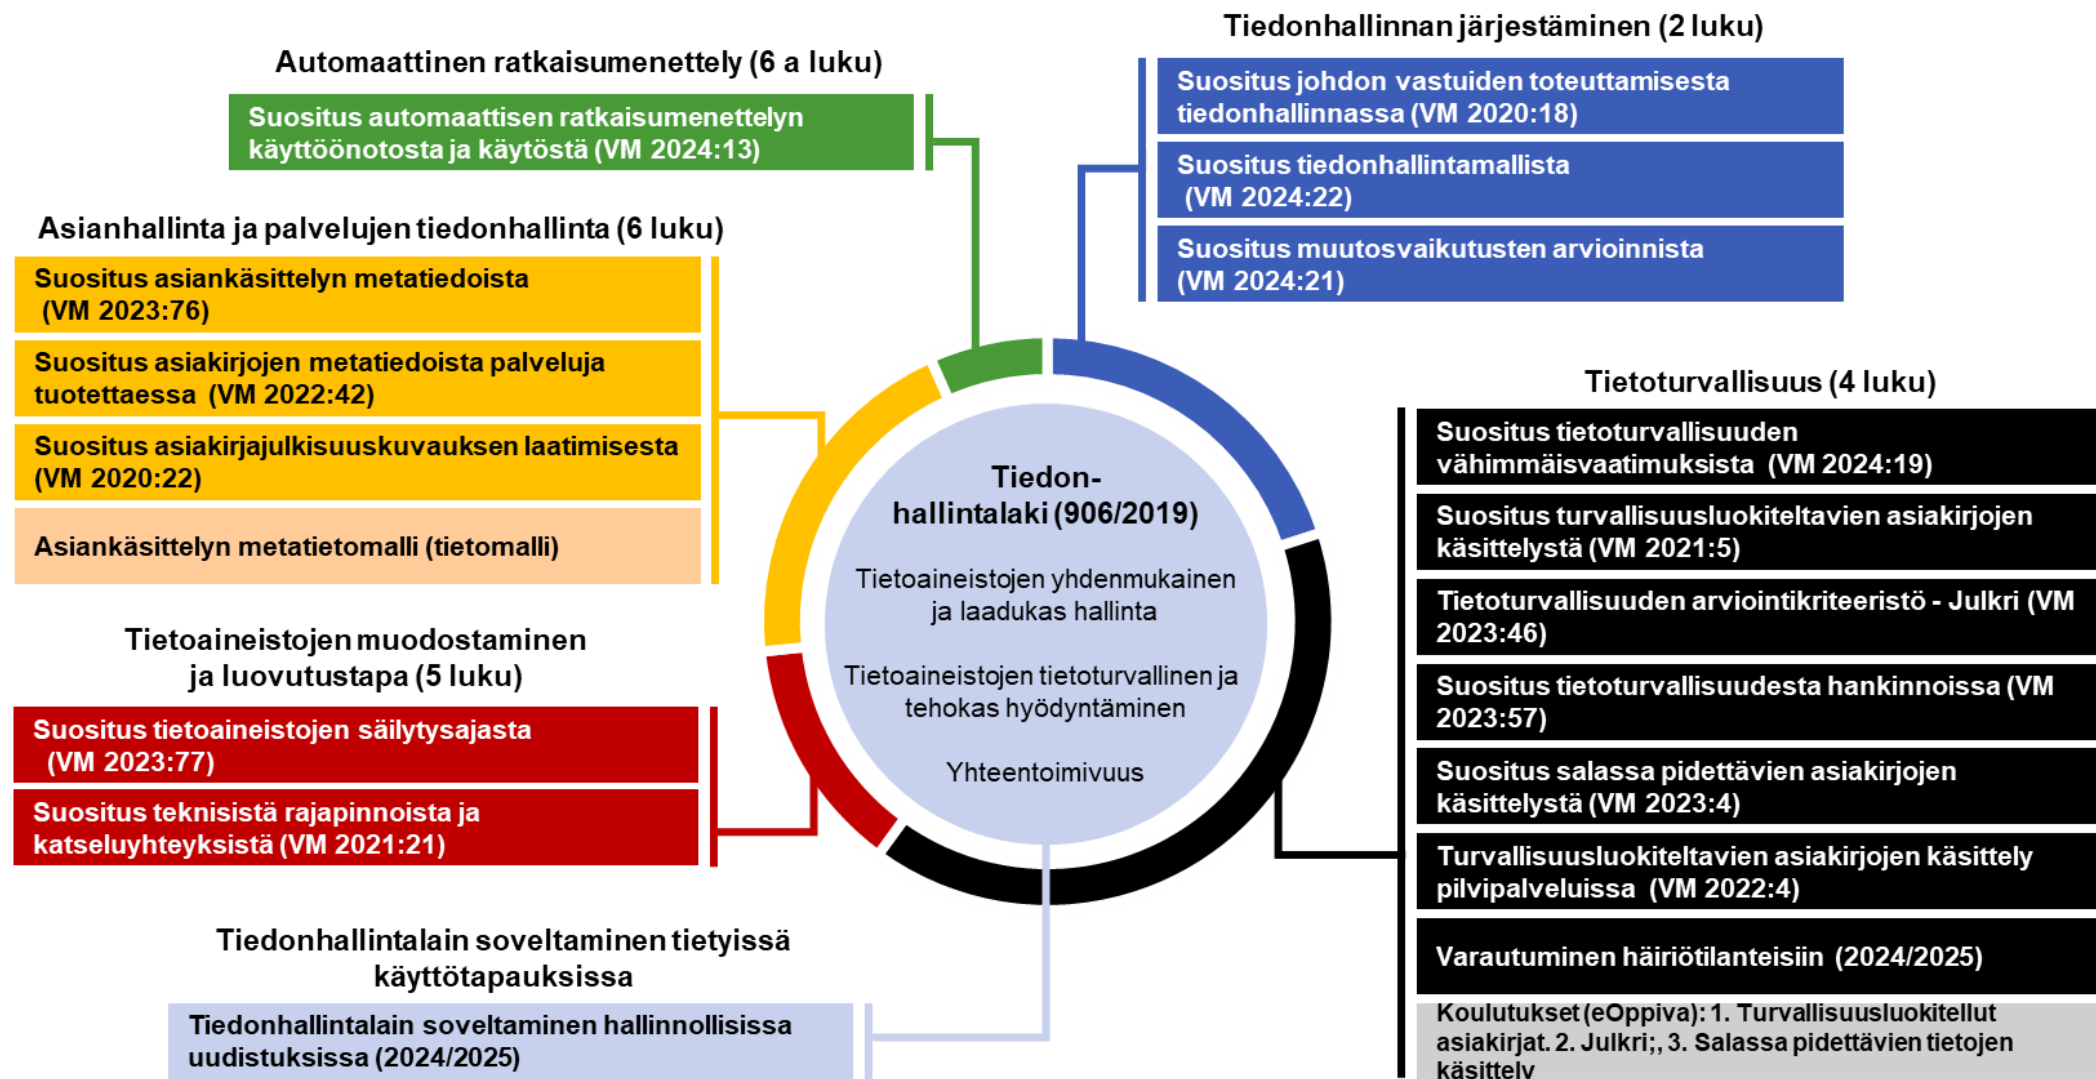 Tiedonhallinnan järjestäminen (2 luku)
Suositus johdon vastuiden toteuttamisesta
tiedonhallinnassa (VM 2020:18)
Suositus tiedonhallintamallista
(VM 2024:22)
Suositus muutosvaikutusten arvioinnista
(VM 2024:21)
Automaattinen ratkaisumenettely (6 a luku)
Suositus automaattisen ratkaisumenettelyn
käyttöönotosta ja käytöstä (VM 2024:13)
Asianhallinta ja palvelujen tiedonhallinta (6 luku)
Suositus asiankäsittelyn metatiedoista
(VM 2023:76)
Suositus asiakirjojen metatiedoista palveluja
tuotettaessa (VM 2022:42)
Suositus asiakirjajulkisuuskuvauksen laatimisesta
(VM 2020:22)
Asiankäsittelyn metatietomalli (tietomalli)
Tietoaineistojen muodostaminen
ja luovutustapa (5 luku)
Suositus tietoaineistojen säilytysajasta
(VM 2023:77)
Suositus teknisistä rajapinnoista ja
katseluyhteyksistä (VM 2021:21)
Tiedonhallintalain soveltaminen tietyissä
käyttötapauksissa
Tiedonhallintalain soveltaminen hallinnollisissa
uudistuksissa (2024/2025)
Tiedon-
hallintalaki (906/2019)
Tietoaineistojen yhdenmukainen
ja laadukas hallinta
Tietoaineistojen tietoturvallinen ja
tehokas hyödyntäminen
Yhteentoimivuus
Tietoturvallisuus (4 luku)
Suositus tietoturvallisuuden
vähimmäisvaatimuksista (VM 2024:19)
Suositus turvallisuusluokiteltavien asiakirjojen
käsittelystä (VM 2021:5)
Tietoturvallisuuden arviointikriteeristö - Julkri (VM
2023:46)
Suositus tietoturvallisuudesta hankinnoissa (VM
2023:57)
Suositus salassa pidettävien asiakirjojen
käsittelystä (VM 2023:4)
Turvallisuusluokiteltavien asiakirjojen käsittely
pilvipalveluissa (VM 2022:4)
Varautuminen häiriötilanteisiin (2024/2025)
Koulutukset (eOppiva): 1. Turvallisuusluokitellut
asiakirjat. 2. Julkri;, 3. Salassa pidettävien tietojen
käsittely